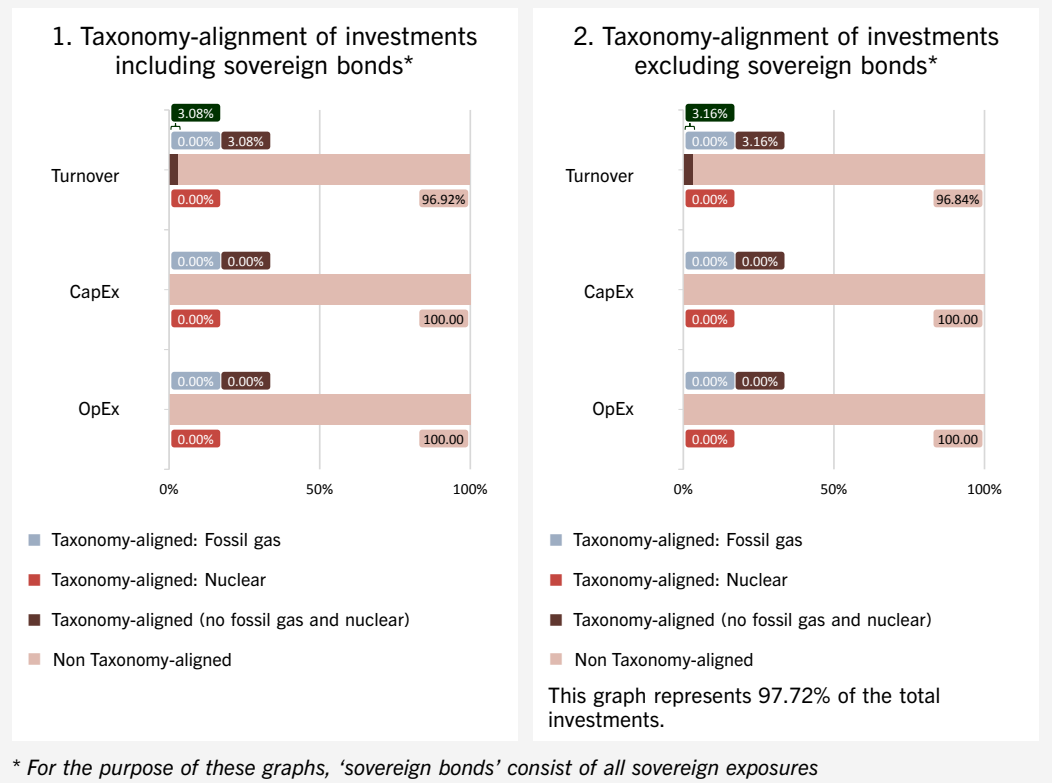 1. Taxonomy-alignment of investments
including sovereign bonds*
3.08%
0.00% 3.08%
Turnover
0.00% 96.92%
0.00% 0.00%
CapEx
0.00% 100.00
0.00% 0.00%
OpEx
0.00% 100.00
0% 50% 100%
Taxonomy-aligned: Fossil gas
Taxonomy-aligned: Nuclear
Taxonomy-aligned (no fossil gas and nuclear)
Non Taxonomy-aligned
2. Taxonomy-alignment of investments
excluding sovereign bonds*
3.16%
0.00% 3.16%
Turnover
0.00% 96.84%
0.00% 0.00%
CapEx
0.00% 100.00
0.00% 0.00%
OpEx
0.00% 100.00
0% 50% 100%
Taxonomy-aligned: Fossil gas
Taxonomy-aligned: Nuclear
Taxonomy-aligned (no fossil gas and nuclear)
Non Taxonomy-aligned
This graph represents 97.72% of the total
investments.
* For the purpose of these graphs, ‘sovereign bonds’ consist of all sovereign exposures